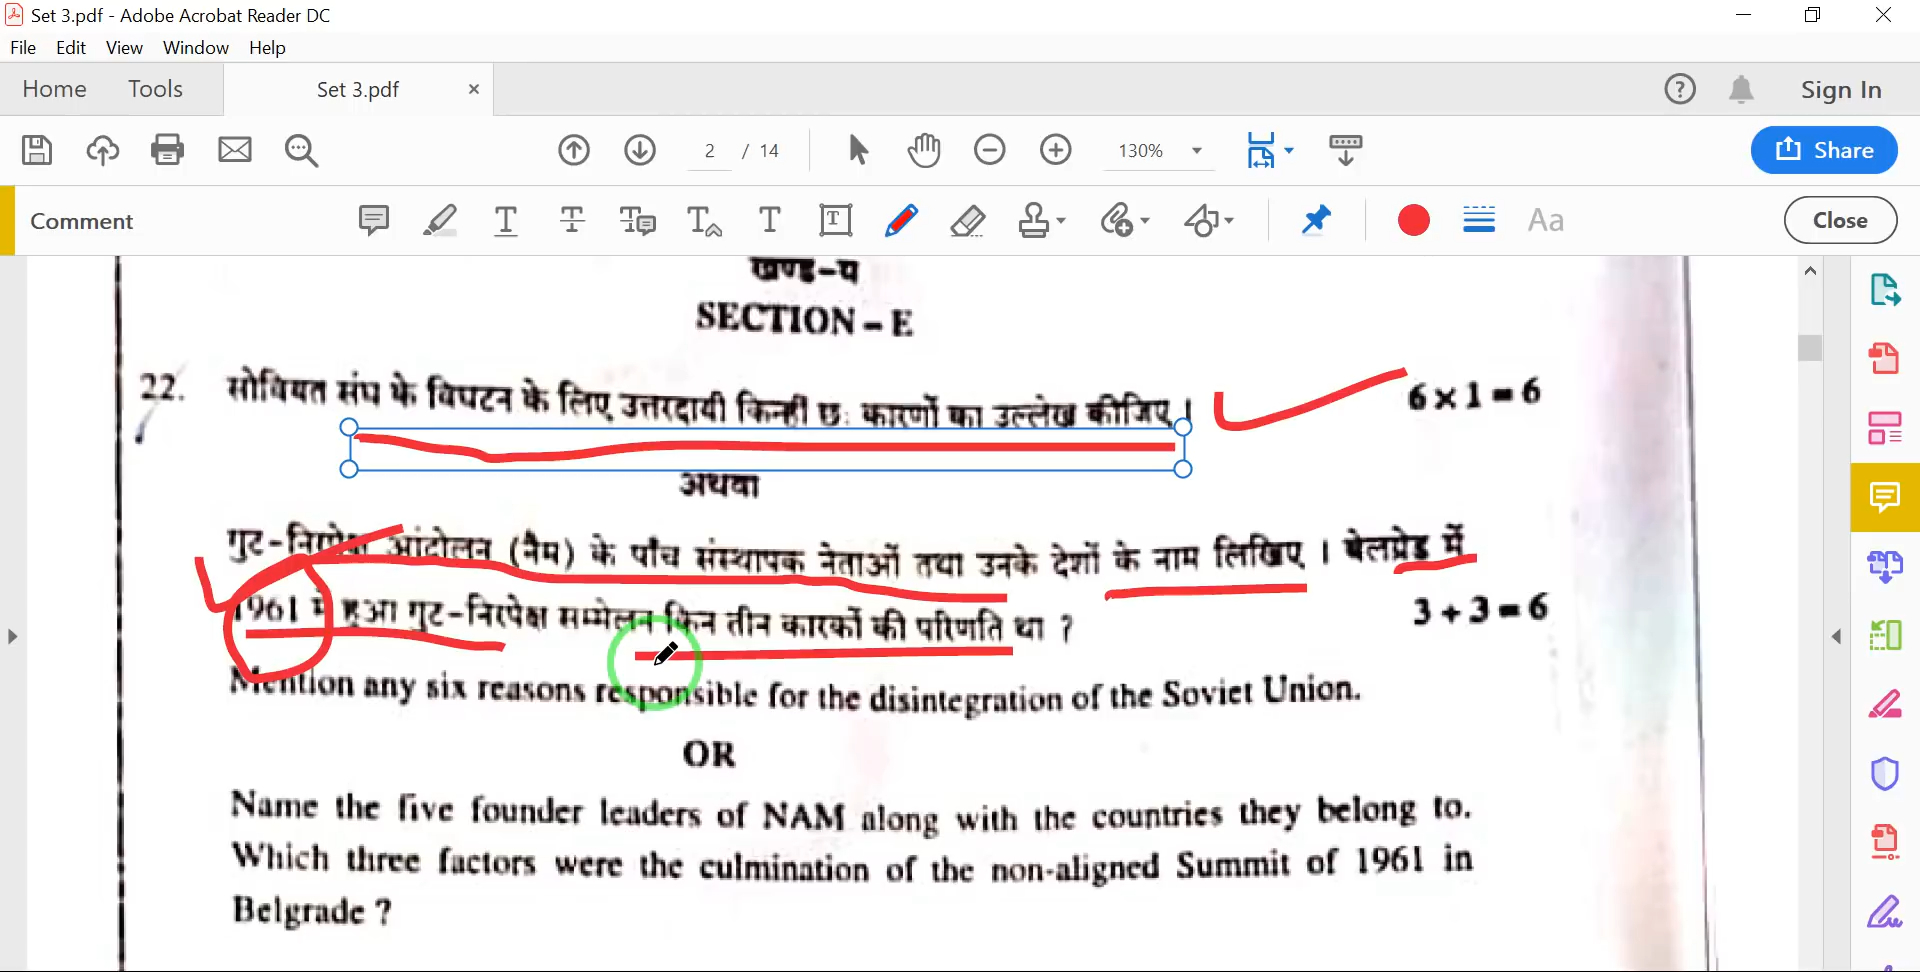 Set 3.pdf - Adobe Acrobat Reader DC
File Edit View Window Help
Home Tools Set 3.pdf × Sign In
2 / 14 130% Share
Comment Aa Close
खण्ड-घ
SECTION – E
22. सोवियत संघ के विघटन के लिए उत्तरदायी किन्हीं छः कारणों का उल्लेख कीजिए । 6 × 1 = 6
अथवा
गुट-निरपेक्ष आंदोलन (नैम) के पाँच संस्थापक नेताओं तथा उनके देशों के नाम लिखिए । बेलग्रेड में
1961 में हुआ गुट-निरपेक्ष सम्मेलन किन तीन कारकों की परिणति था ? 3 + 3 = 6
Mention any six reasons responsible for the disintegration of the Soviet Union.
OR
Name the five founder leaders of NAM along with the countries they belong to.
Which three factors were the culmination of the non-aligned Summit of 1961 in
Belgrade ?